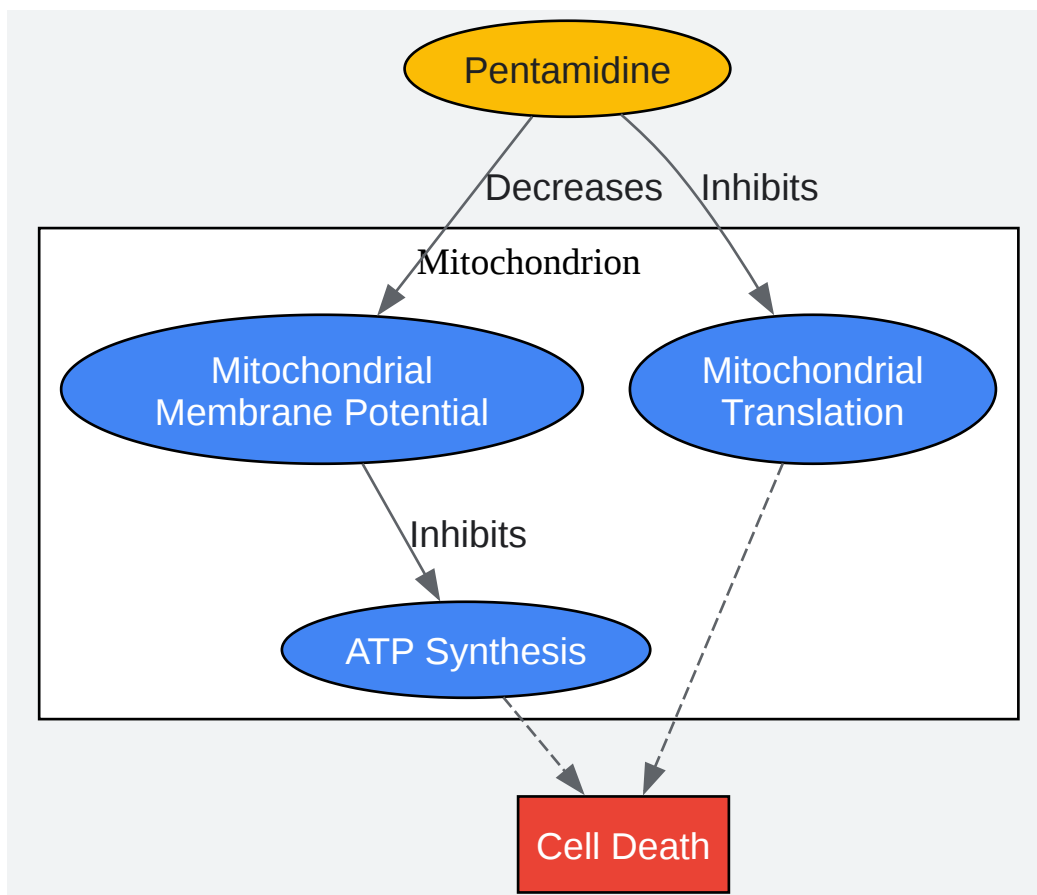 Pentamidine
Decreases
Inhibits
Mitochondrion
Mitochondrial
Membrane Potential
Mitochondrial
Translation
Inhibits
ATP Synthesis
Cell Death